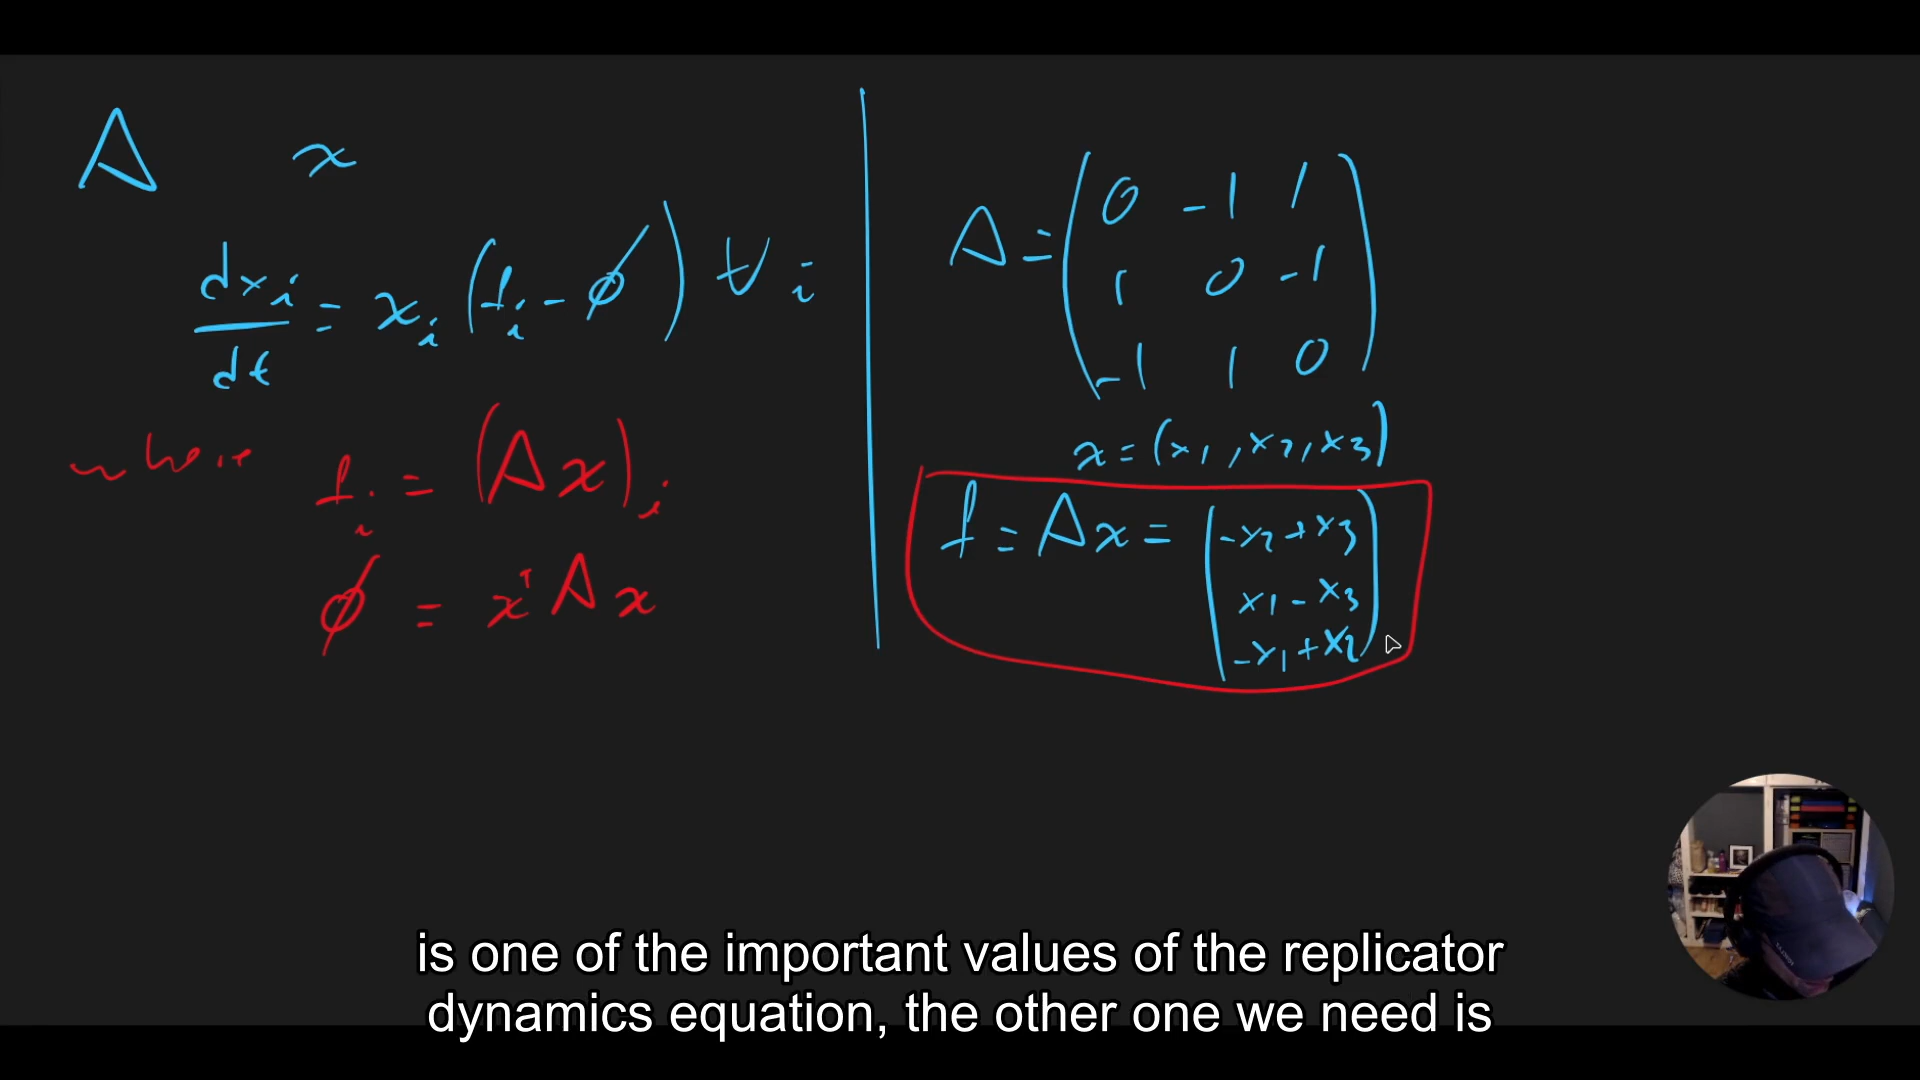 A x
dxi/dt = xi (fi - ϕ) ∀ i
where fi = (Ax)i
ϕ = xᵀAx
A = (0 -1 1
1 0 -1
-1 1 0)
x = (x1, x2, x3)
f = Ax = (-x2 + x3
x1 - x3
-x1 + x2)
is one of the important values of the replicator
dynamics equation, the other one we need is